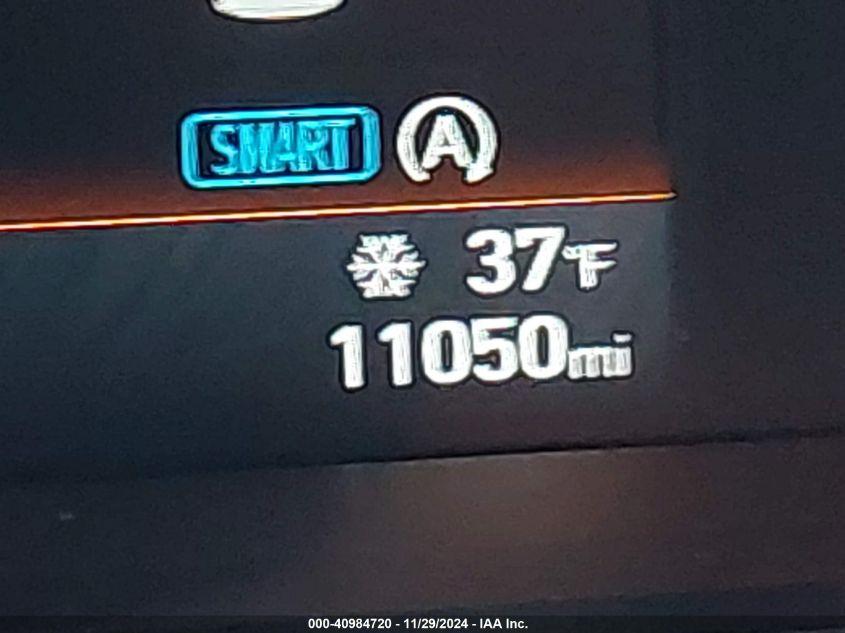 SMART A
37°F
11050mi
000-40984720 - 11/29/2024 - IAA Inc.